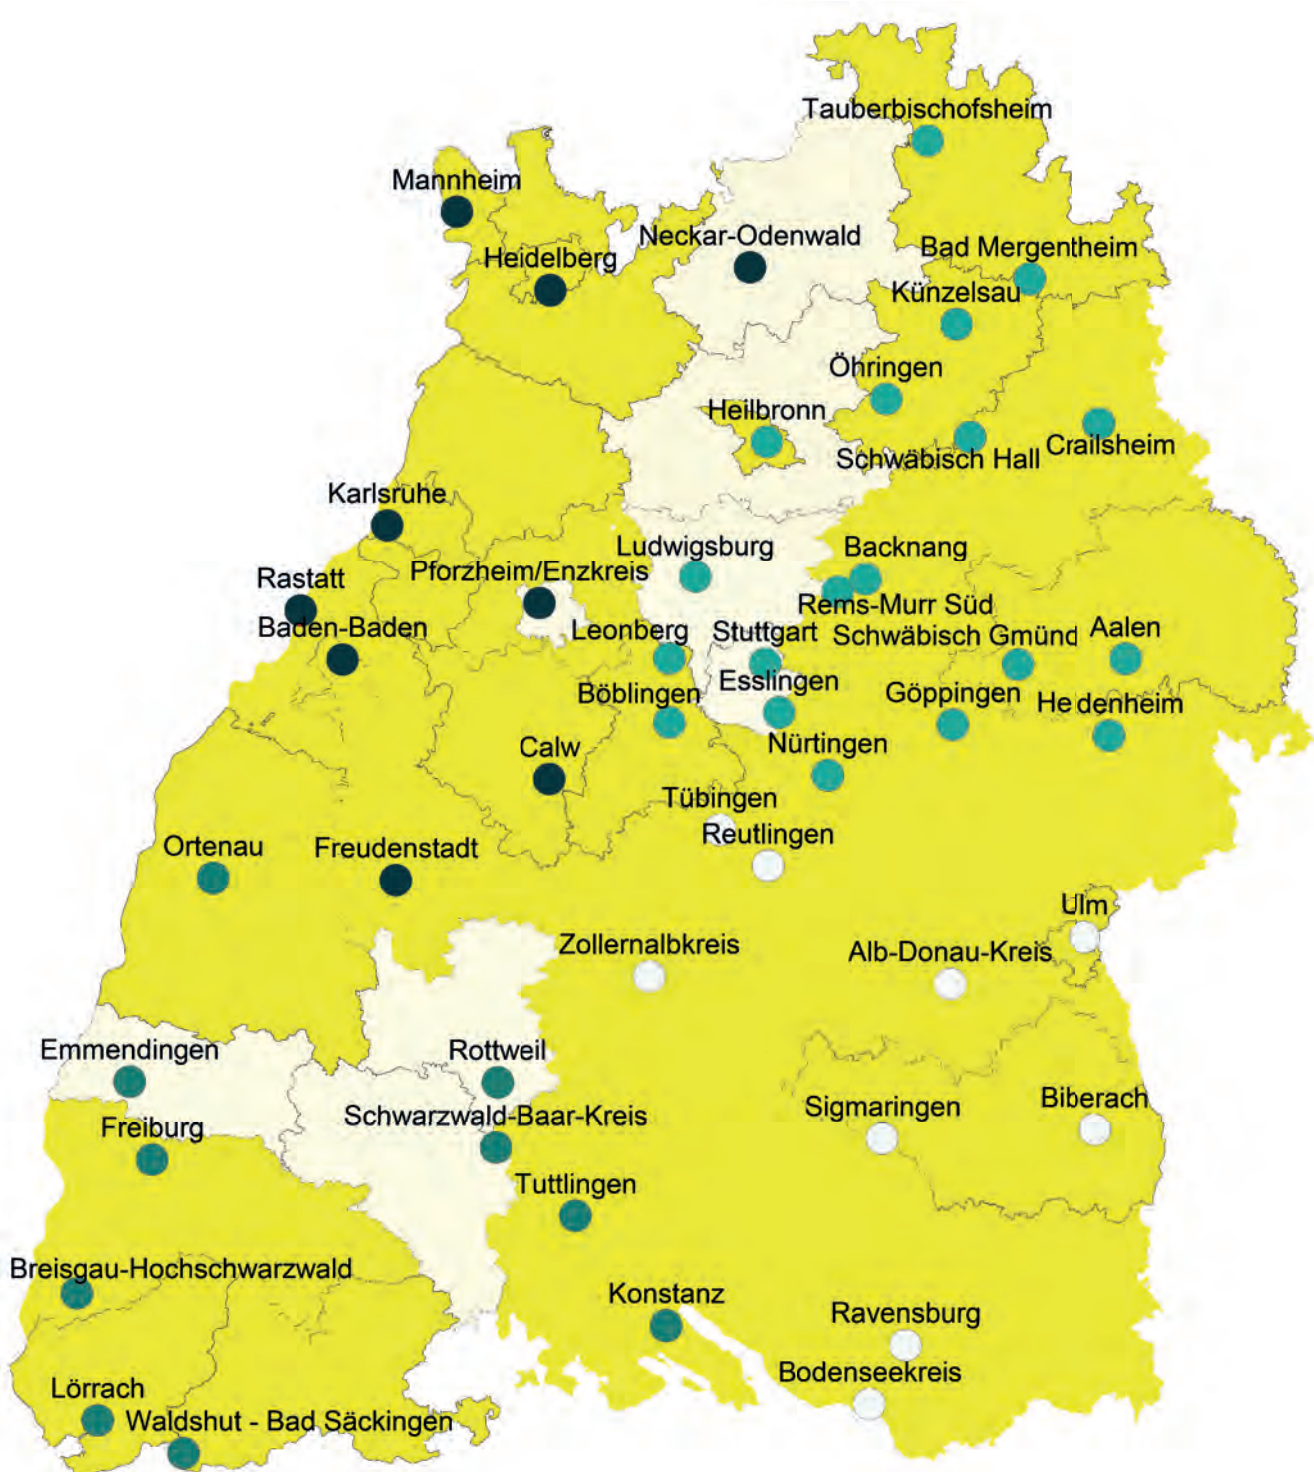 Tauberbischofsheim
Mannheim
Neckar-Odenwald
Heidelberg
Bad Mergentheim
Künzelsau
Öhringen
Heilbronn
Schwäbisch Hall
Crailsheim
Karlsruhe
Ludwigsburg
Backnang
Pforzheim/Enzkreis
Rastatt
Rems-Murr Süd
Baden-Baden
Leonberg
Stuttgart
Schwäbisch Gmünd
Aalen
Esslingen
Böblingen
Göppingen
Hedenheim
Calw
Nürtingen
Tübingen
Reutlingen
Ortenau
Freudenstadt
Ulm
Zollernalbkreis
Alb-Donau-Kreis
Emmendingen
Rottweil
Schwarzwald-Baar-Kreis
Sigmaringen
Biberach
Freiburg
Tuttlingen
Breisgau-Hochschwarzwald
Konstanz
Ravensburg
Bodenseekreis
Lörrach
Waldshut - Bad Säckingen